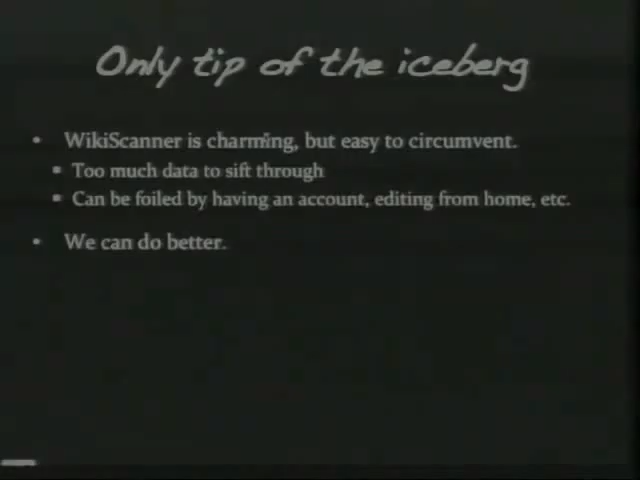 Only tip of the iceberg
• WikiScanner is charming, but easy to circumvent.
▪ Too much data to sift through
▪ Can be foiled by having an account, editing from home, etc.
• We can do better.